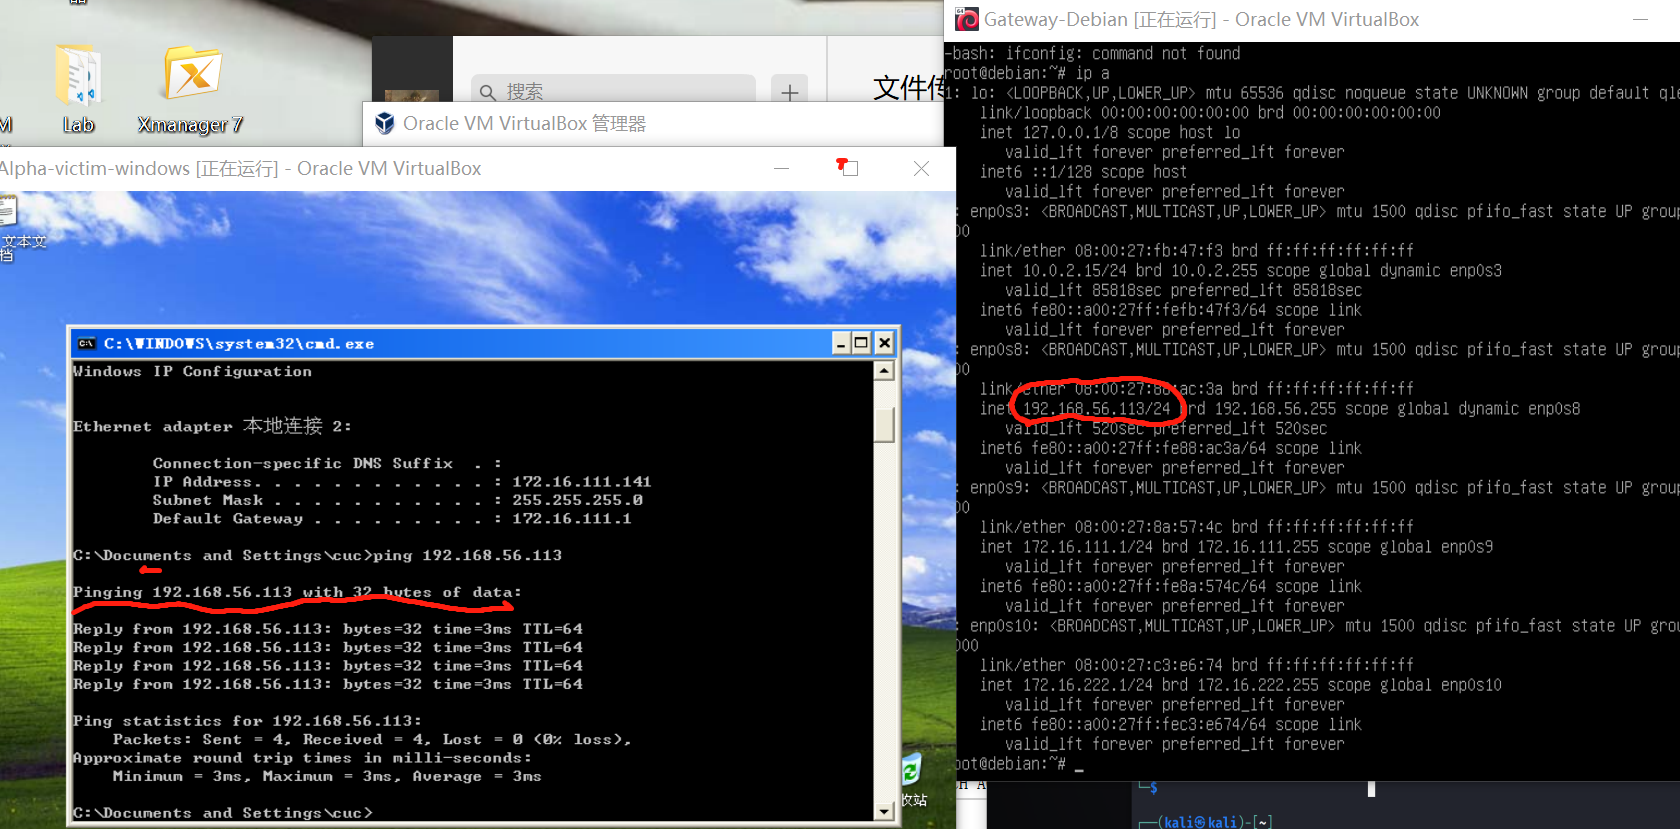 Lab
Xmanager 7
搜索
文件传
Oracle VM VirtualBox 管理器
Alpha-victim-windows [正在运行] - Oracle VM VirtualBox
文本文
档
C:\WINDOWS\system32\cmd.exe
Windows IP Configuration
Ethernet adapter 本地连接 2:
Connection-specific DNS Suffix . :
IP Address. . . . . . . . . . . . : 172.16.111.141
Subnet Mask . . . . . . . . . . . : 255.255.255.0
Default Gateway . . . . . . . . . : 172.16.111.1
C:\Documents and Settings\cuc>ping 192.168.56.113
Pinging 192.168.56.113 with 32 bytes of data:
Reply from 192.168.56.113: bytes=32 time=3ms TTL=64
Reply from 192.168.56.113: bytes=32 time=3ms TTL=64
Reply from 192.168.56.113: bytes=32 time=3ms TTL=64
Reply from 192.168.56.113: bytes=32 time=3ms TTL=64
Ping statistics for 192.168.56.113:
Packets: Sent = 4, Received = 4, Lost = 0 (0% loss),
Approximate round trip times in milli-seconds:
Minimum = 3ms, Maximum = 3ms, Average = 3ms
C:\Documents and Settings\cuc>
收站
Gateway-Debian [正在运行] - Oracle VM VirtualBox
-bash: ifconfig: command not found
root@debian:~# ip a
1: lo: <LOOPBACK,UP,LOWER_UP> mtu 65536 qdisc noqueue state UNKNOWN group default qle
link/loopback 00:00:00:00:00:00 brd 00:00:00:00:00:00
inet 127.0.0.1/8 scope host lo
valid_lft forever preferred_lft forever
inet6 ::1/128 scope host
valid_lft forever preferred_lft forever
: enp0s3: <BROADCAST,MULTICAST,UP,LOWER_UP> mtu 1500 qdisc pfifo_fast state UP group
00
link/ether 08:00:27:fb:47:f3 brd ff:ff:ff:ff:ff:ff
inet 10.0.2.15/24 brd 10.0.2.255 scope global dynamic enp0s3
valid_lft 85818sec preferred_lft 85818sec
inet6 fe80::a00:27ff:fefb:47f3/64 scope link
valid_lft forever preferred_lft forever
: enp0s8: <BROADCAST,MULTICAST,UP,LOWER_UP> mtu 1500 qdisc pfifo_fast state UP group
00
link/ether 08:00:27:88:ac:3a brd ff:ff:ff:ff:ff:ff
inet 192.168.56.113/24 brd 192.168.56.255 scope global dynamic enp0s8
valid_lft 520sec preferred_lft 520sec
inet6 fe80::a00:27ff:fe88:ac3a/64 scope link
valid_lft forever preferred_lft forever
: enp0s9: <BROADCAST,MULTICAST,UP,LOWER_UP> mtu 1500 qdisc pfifo_fast state UP group
00
link/ether 08:00:27:8a:57:4c brd ff:ff:ff:ff:ff:ff
inet 172.16.111.1/24 brd 172.16.111.255 scope global enp0s9
valid_lft forever preferred_lft forever
inet6 fe80::a00:27ff:fe8a:574c/64 scope link
valid_lft forever preferred_lft forever
: enp0s10: <BROADCAST,MULTICAST,UP,LOWER_UP> mtu 1500 qdisc pfifo_fast state UP grou
000
link/ether 08:00:27:c3:e6:74 brd ff:ff:ff:ff:ff:ff
inet 172.16.222.1/24 brd 172.16.222.255 scope global enp0s10
valid_lft forever preferred_lft forever
inet6 fe80::a00:27ff:fec3:e674/64 scope link
valid_lft forever preferred_lft forever
oot@debian:~# _
$
(kali㉿kali)-[~]